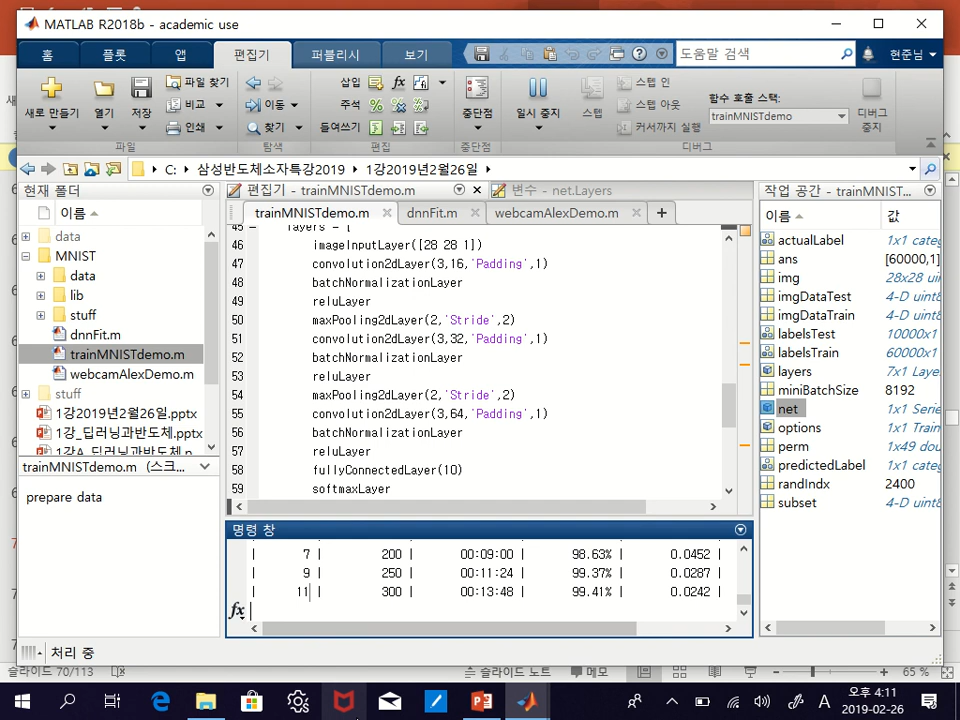 MATLAB R2018b - academic use
홈 플롯 앱 편집기 퍼블리시 보기 도움말 검색 현준님
새로 만들기 열기 저장 파일 찾기 비교 인쇄 이동 찾기 삽입 주석 들여쓰기 중단점 일시 중지 스텝 스텝 인 스텝 아웃 커서까지 실행 함수 호출 스택: trainMNISTdemo 디버그 중지
파일 탐색 편집 중단점 디버그
C: 삼성반도체소자특강2019 1강2019년2월26일
현재 폴더
이름
data
MNIST
data
lib
stuff
dnnFit.m
trainMNISTdemo.m
webcamAlexDemo.m
stuff
1강2019년2월26일.pptx
1강_딥러닝과반도체.pptx
trainMNISTdemo.m (스크...
prepare data
편집기 - trainMNISTdemo.m 변수 - net.Layers
trainMNISTdemo.m dnnFit.m webcamAlexDemo.m
45 layers = [
46 imageInputLayer([28 28 1])
47 convolution2dLayer(3,16,'Padding',1)
48 batchNormalizationLayer
49 reluLayer
50 maxPooling2dLayer(2,'Stride',2)
51 convolution2dLayer(3,32,'Padding',1)
52 batchNormalizationLayer
53 reluLayer
54 maxPooling2dLayer(2,'Stride',2)
55 convolution2dLayer(3,64,'Padding',1)
56 batchNormalizationLayer
57 reluLayer
58 fullyConnectedLayer(10)
59 softmaxLayer
명령 창
| 7 | 200 | 00:09:00 | 98.63% | 0.0452 |
| 9 | 250 | 00:11:24 | 99.37% | 0.0287 |
| 11 | 300 | 00:13:48 | 99.41% | 0.0242 |
fx
작업 공간 - trainMNIST...
이름 값
actualLabel 1x1 categ
ans [60000,1]
img 28x28 uin
imgDataTest 4-D uint8
imgDataTrain 4-D uint8
labelsTest 10000x1
labelsTrain 60000x1
layers 7x1 Laye
miniBatchSize 8192
net 1x1 Serie
options 1x1 Train
perm 1x49 dou
predictedLabel 1x1 categ
randIndx 2400
subset 4-D uint8
처리 중
슬라이드 70/113 슬라이드 노트 메모 65 %
A 오후 4:11
2019-02-26